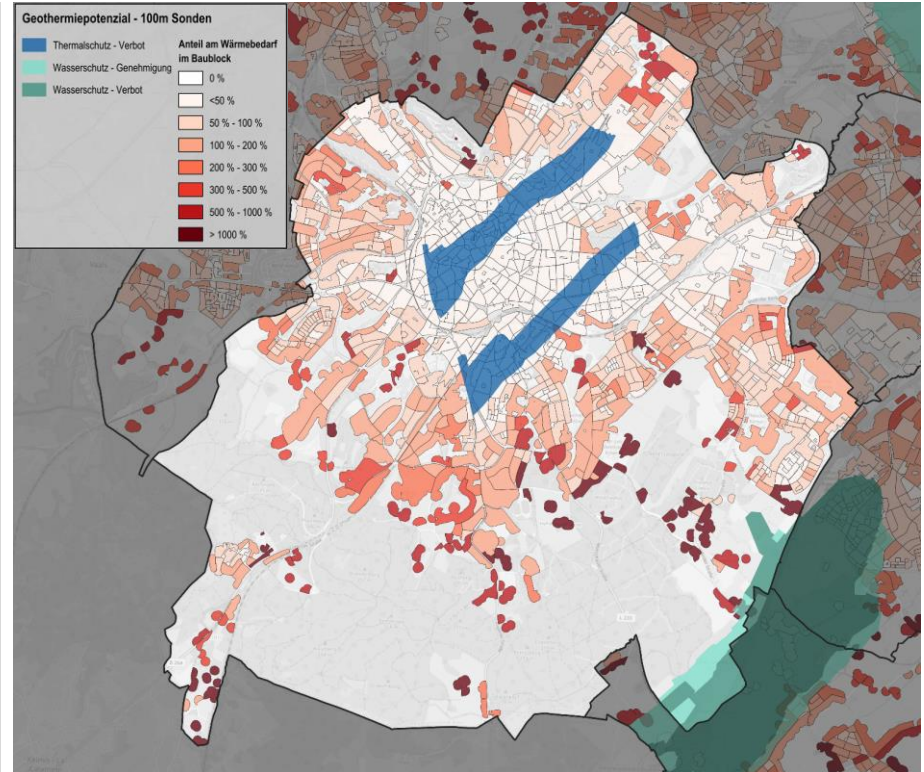 Geothermiepotenzial - 100m Sonden
Thermalschutz - Verbot
Wasserschutz - Genehmigung
Wasserschutz - Verbot
Anteil am Wärmebedarf
im Baublock
0 %
<50 %
50 % - 100 %
100 % - 200 %
200 % - 300 %
300 % - 500 %
500 % - 1000 %
> 1000 %